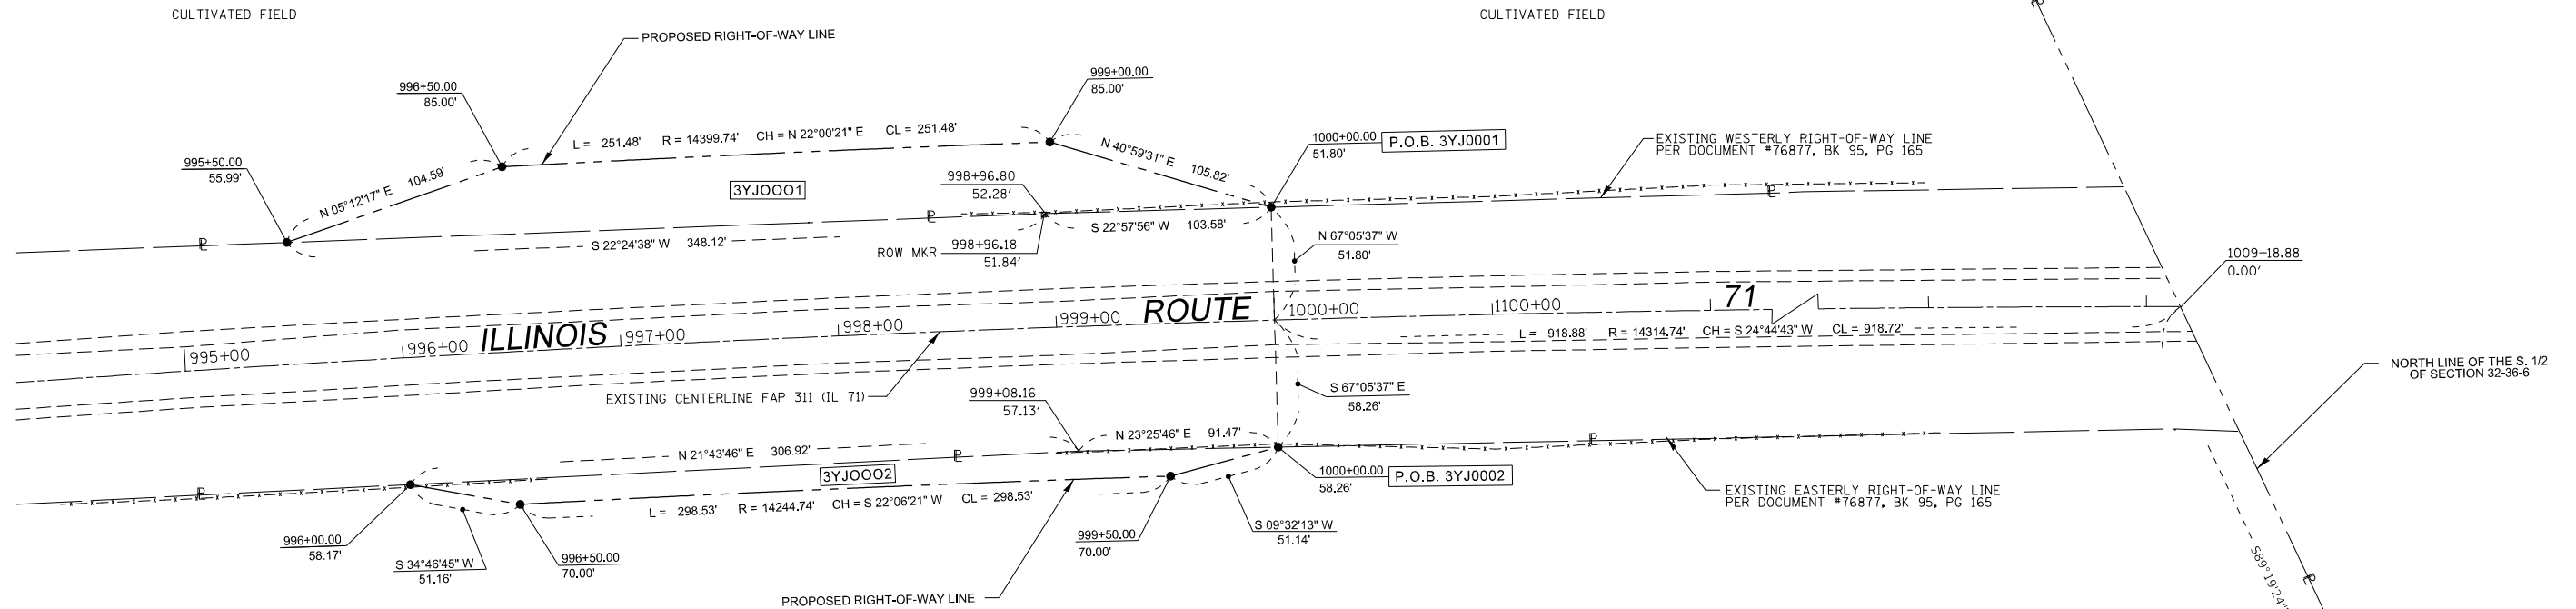 CULTIVATED FIELD
CULTIVATED FIELD
PROPOSED RIGHT-OF-WAY LINE
996+50.00
85.00'
999+00.00
85.00'
L = 251.48' R = 14399.74' CH = N 22°00'21" E CL = 251.48'
995+50.00
55.99'
N 05°12'17" E 104.59'
N 40°59'31" E 105.82'
1000+00.00
51.80'
P.O.B. 3YJ0001
EXISTING WESTERLY RIGHT-OF-WAY LINE
PER DOCUMENT #76877, BK 95, PG 165
3YJ0001
998+96.80
52.28'
S 22°24'38" W 348.12'
S 22°57'56" W 103.58'
ROW MKR
998+96.18
51.84'
N 67°05'37" W
51.80'
1009+18.88
0.00'
995+00
996+00
ILLINOIS
997+00
998+00
999+00
ROUTE
1000+00
1100+00
71
L = 918.88' R = 14314.74' CH = S 24°44'43" W CL = 918.72'
EXISTING CENTERLINE FAP 311 (IL 71)
NORTH LINE OF THE S. 1/2
OF SECTION 32-36-6
999+08.16
57.13'
S 67°05'37" E
58.26'
N 21°43'46" E 306.92'
N 23°25'46" E 91.47'
3YJ0002
1000+00.00
58.26'
P.O.B. 3YJ0002
EXISTING EASTERLY RIGHT-OF-WAY LINE
PER DOCUMENT #76877, BK 95, PG 165
L = 298.53' R = 14244.74' CH = S 22°06'21" W CL = 298.53'
996+00.00
58.17'
S 34°46'45" W
51.16'
996+50.00
70.00'
999+50.00
70.00'
S 09°32'13" W
51.14'
PROPOSED RIGHT-OF-WAY LINE
S89°19'24"